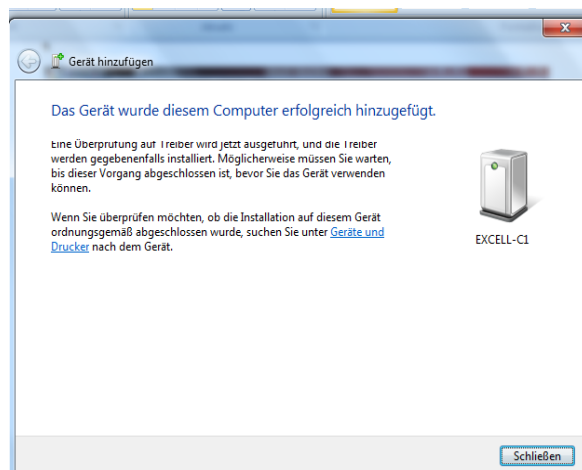 Gerät hinzufügen
Das Gerät wurde diesem Computer erfolgreich hinzugefügt.
Eine Überprüfung auf Treiber wird jetzt ausgeführt, und die Treiber
werden gegebenenfalls installiert. Möglicherweise müssen Sie warten,
bis dieser Vorgang abgeschlossen ist, bevor Sie das Gerät verwenden
können.
Wenn Sie überprüfen möchten, ob die Installation auf diesem Gerät
ordnungsgemäß abgeschlossen wurde, suchen Sie unter Geräte und
Drucker nach dem Gerät.
EXCELL-C1
Schließen